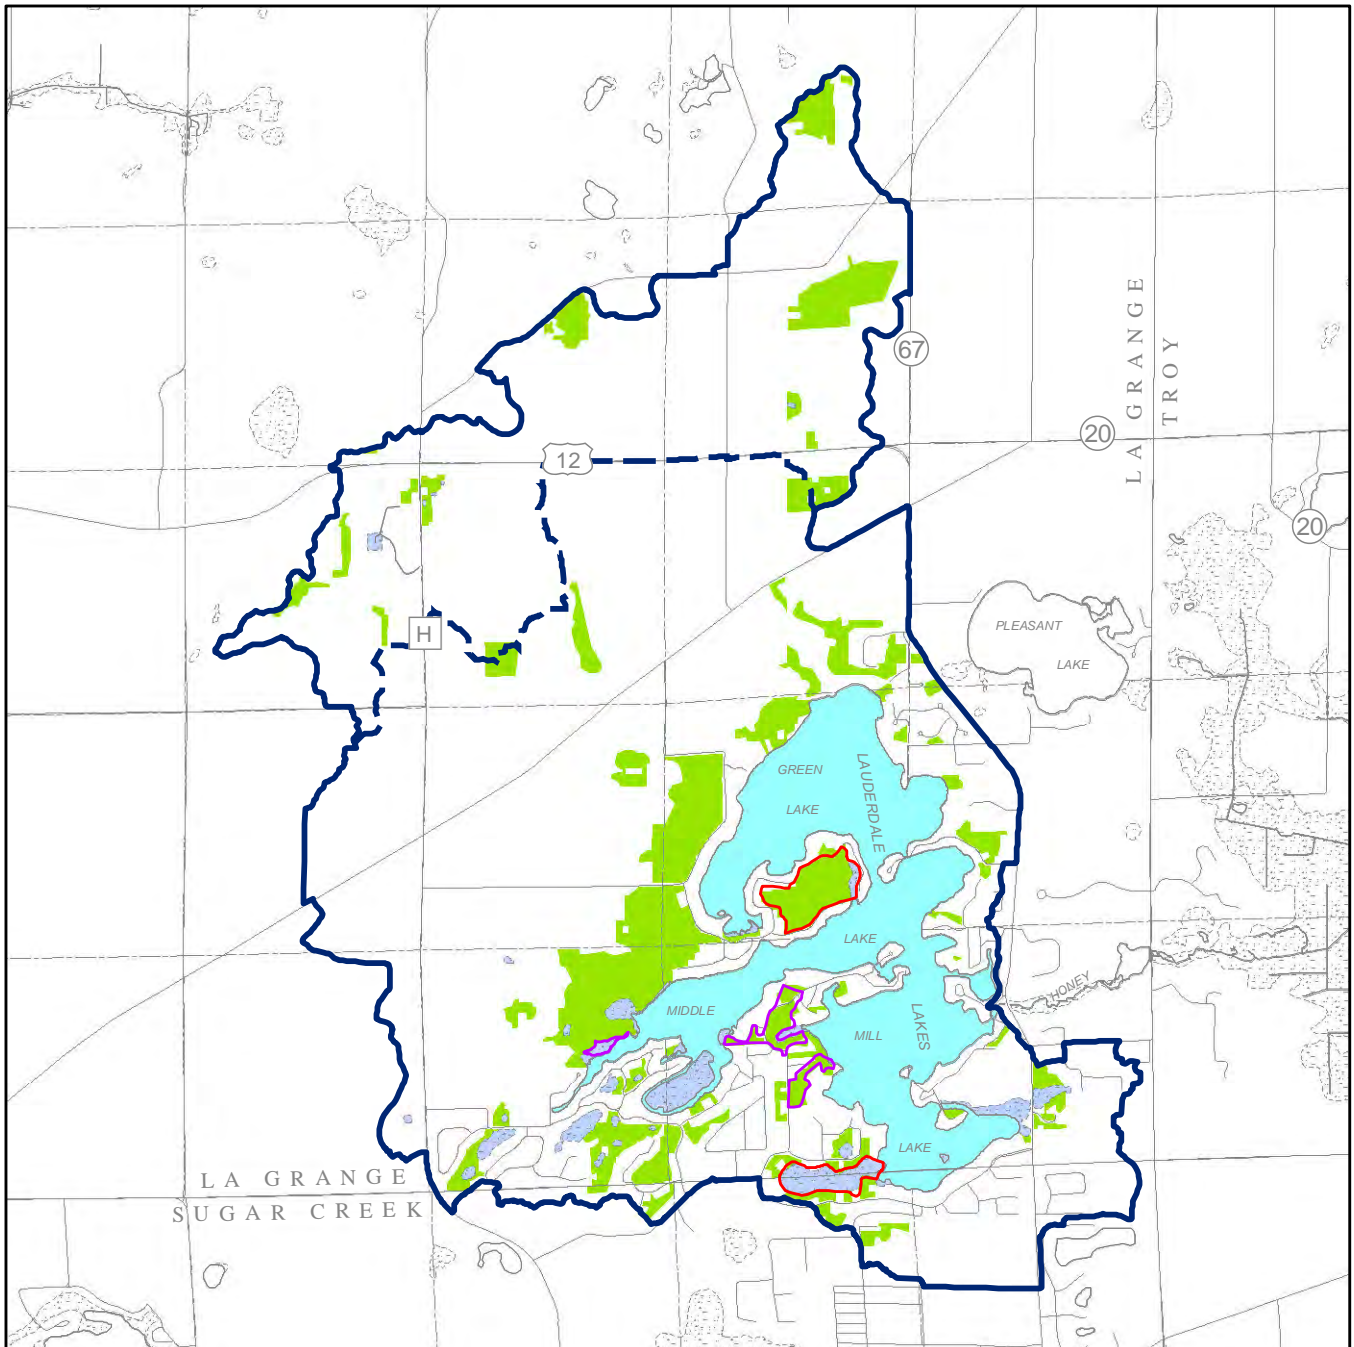 67
LA GRANGE
TROY
20
12
20
PLEASANT
LAKE
H
GREEN
LAKE
LAUDERDALE
LAKE
HONEY
MIDDLE
MILL
LAKES
LAKE
LA GRANGE
SUGAR CREEK